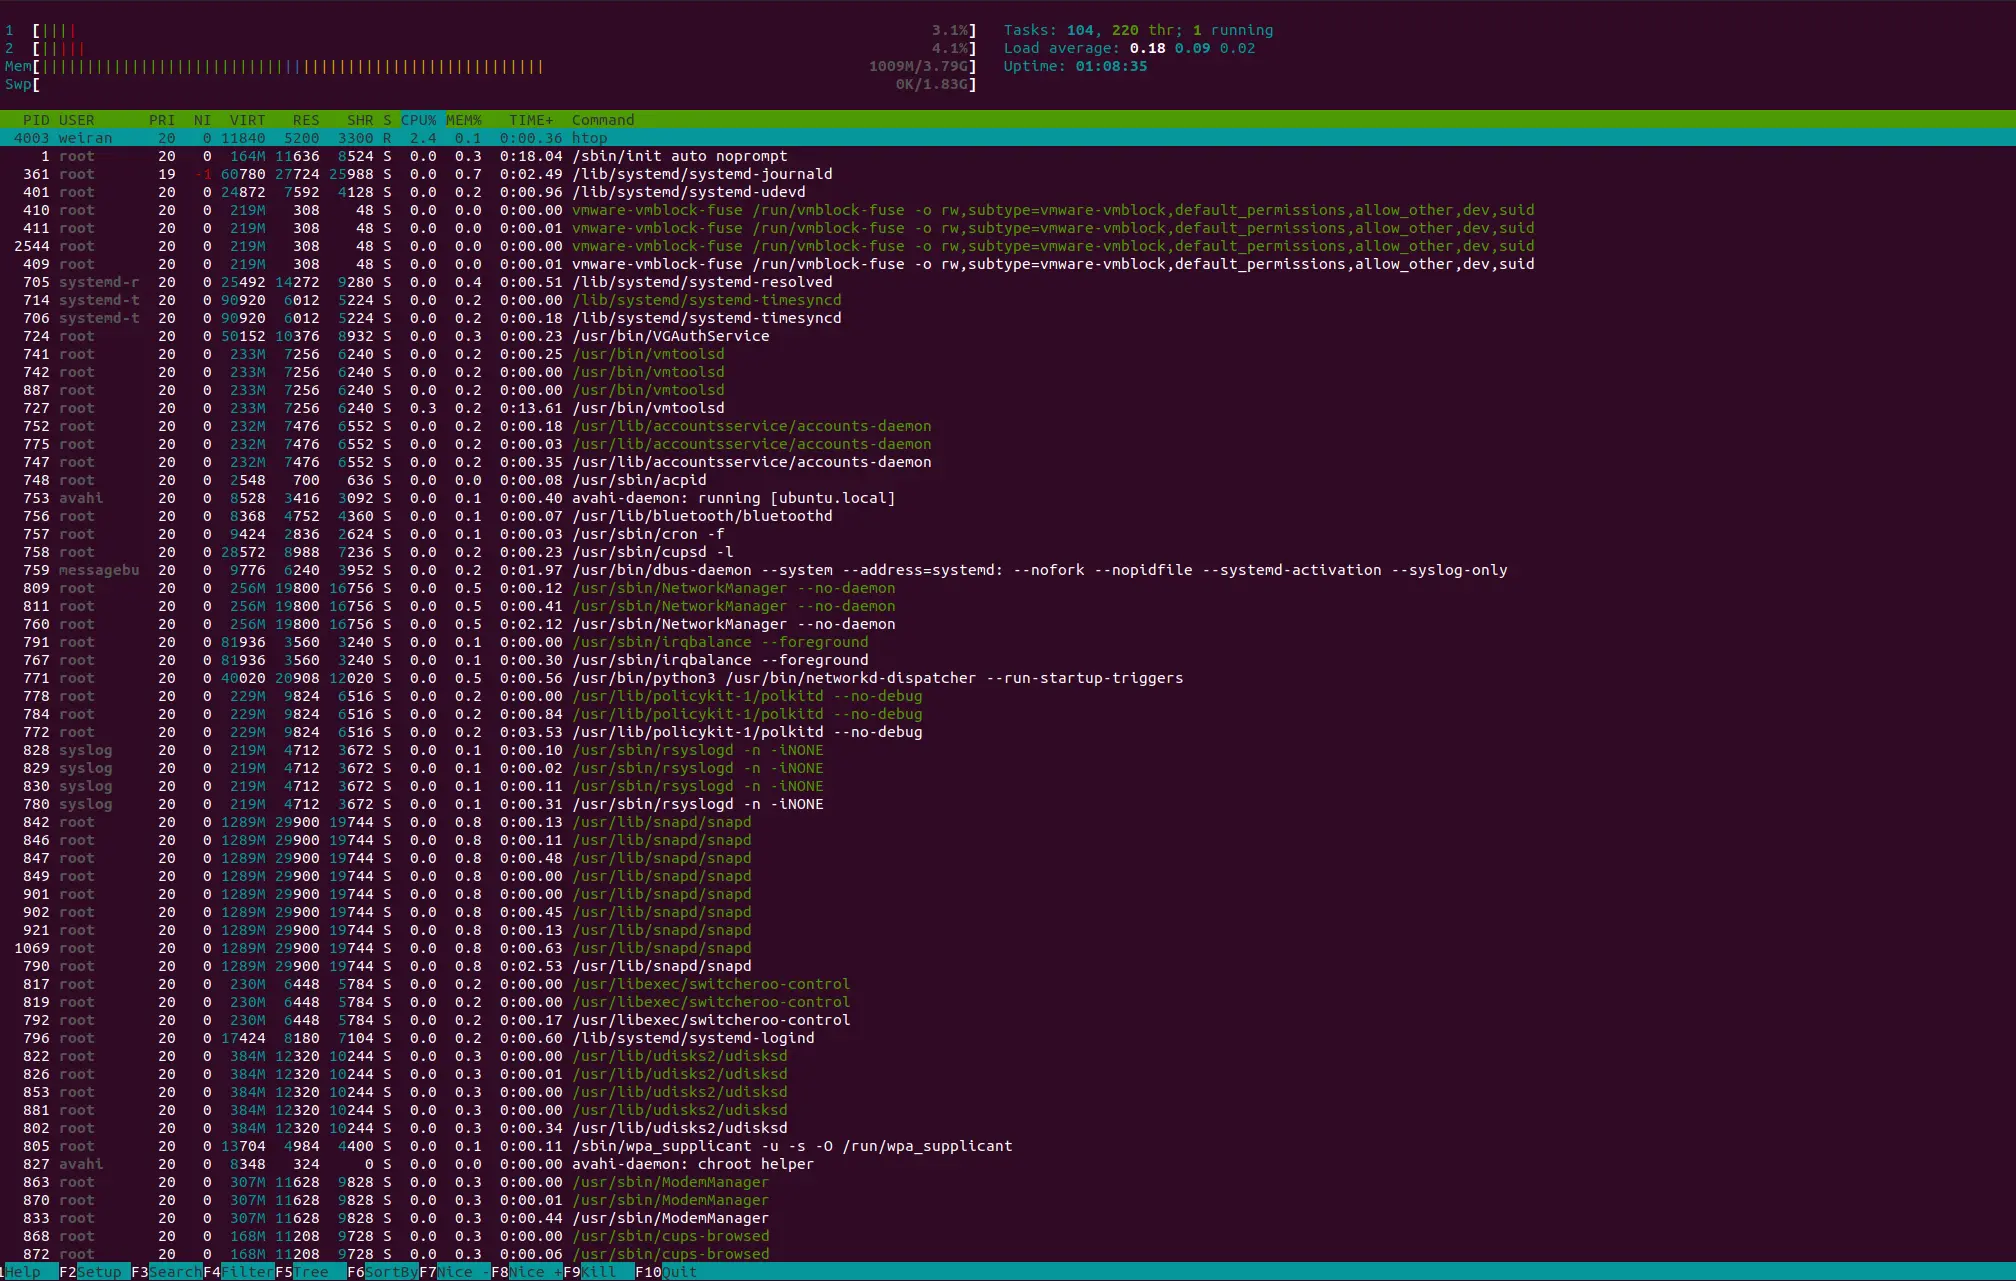 1 [|||| 3.1%] Tasks: 104, 220 thr; 1 running
2 [||||| 4.1%] Load average: 0.18 0.09 0.02
Mem[|||||||||||||||||||||||||||||||||||||||||||||||||||||||| 1009M/3.79G] Uptime: 01:08:35
Swp[ 0K/1.83G]
PID USER PRI NI VIRT RES SHR S CPU% MEM% TIME+ Command
4003 weiran 20 0 11840 5200 3300 R 2.4 0.1 0:00.36 htop
1 root 20 0 164M 11636 8524 S 0.0 0.3 0:18.04 /sbin/init auto noprompt
361 root 19 -1 60780 27724 25988 S 0.0 0.7 0:02.49 /lib/systemd/systemd-journald
401 root 20 0 24872 7592 4128 S 0.0 0.2 0:00.96 /lib/systemd/systemd-udevd
410 root 20 0 219M 308 48 S 0.0 0.0 0:00.00 vmware-vmblock-fuse /run/vmblock-fuse -o rw,subtype=vmware-vmblock,default_permissions,allow_other,dev,suid
411 root 20 0 219M 308 48 S 0.0 0.0 0:00.01 vmware-vmblock-fuse /run/vmblock-fuse -o rw,subtype=vmware-vmblock,default_permissions,allow_other,dev,suid
2544 root 20 0 219M 308 48 S 0.0 0.0 0:00.00 vmware-vmblock-fuse /run/vmblock-fuse -o rw,subtype=vmware-vmblock,default_permissions,allow_other,dev,suid
409 root 20 0 219M 308 48 S 0.0 0.0 0:00.01 vmware-vmblock-fuse /run/vmblock-fuse -o rw,subtype=vmware-vmblock,default_permissions,allow_other,dev,suid
705 systemd-r 20 0 25492 14272 9280 S 0.0 0.4 0:00.51 /lib/systemd/systemd-resolved
714 systemd-t 20 0 90920 6012 5224 S 0.0 0.2 0:00.00 /lib/systemd/systemd-timesyncd
706 systemd-t 20 0 90920 6012 5224 S 0.0 0.2 0:00.18 /lib/systemd/systemd-timesyncd
724 root 20 0 50152 10376 8932 S 0.0 0.3 0:00.23 /usr/bin/VGAuthService
741 root 20 0 233M 7256 6240 S 0.0 0.2 0:00.25 /usr/bin/vmtoolsd
742 root 20 0 233M 7256 6240 S 0.0 0.2 0:00.00 /usr/bin/vmtoolsd
887 root 20 0 233M 7256 6240 S 0.0 0.2 0:00.00 /usr/bin/vmtoolsd
727 root 20 0 233M 7256 6240 S 0.3 0.2 0:13.61 /usr/bin/vmtoolsd
752 root 20 0 232M 7476 6552 S 0.0 0.2 0:00.18 /usr/lib/accountsservice/accounts-daemon
775 root 20 0 232M 7476 6552 S 0.0 0.2 0:00.03 /usr/lib/accountsservice/accounts-daemon
747 root 20 0 232M 7476 6552 S 0.0 0.2 0:00.35 /usr/lib/accountsservice/accounts-daemon
748 root 20 0 2548 700 636 S 0.0 0.0 0:00.08 /usr/sbin/acpid
753 avahi 20 0 8528 3416 3092 S 0.0 0.1 0:00.40 avahi-daemon: running [ubuntu.local]
756 root 20 0 8368 4752 4360 S 0.0 0.1 0:00.07 /usr/lib/bluetooth/bluetoothd
757 root 20 0 9424 2836 2624 S 0.0 0.1 0:00.03 /usr/sbin/cron -f
758 root 20 0 28572 8988 7236 S 0.0 0.2 0:00.23 /usr/sbin/cupsd -l
759 messagebu 20 0 9776 6240 3952 S 0.0 0.2 0:01.97 /usr/bin/dbus-daemon --system --address=systemd: --nofork --nopidfile --systemd-activation --syslog-only
809 root 20 0 256M 19800 16756 S 0.0 0.5 0:00.12 /usr/sbin/NetworkManager --no-daemon
811 root 20 0 256M 19800 16756 S 0.0 0.5 0:00.41 /usr/sbin/NetworkManager --no-daemon
760 root 20 0 256M 19800 16756 S 0.0 0.5 0:02.12 /usr/sbin/NetworkManager --no-daemon
791 root 20 0 81936 3560 3240 S 0.0 0.1 0:00.00 /usr/sbin/irqbalance --foreground
767 root 20 0 81936 3560 3240 S 0.0 0.1 0:00.30 /usr/sbin/irqbalance --foreground
771 root 20 0 40020 20908 12020 S 0.0 0.5 0:00.56 /usr/bin/python3 /usr/bin/networkd-dispatcher --run-startup-triggers
778 root 20 0 229M 9824 6516 S 0.0 0.2 0:00.00 /usr/lib/policykit-1/polkitd --no-debug
784 root 20 0 229M 9824 6516 S 0.0 0.2 0:00.84 /usr/lib/policykit-1/polkitd --no-debug
772 root 20 0 229M 9824 6516 S 0.0 0.2 0:03.53 /usr/lib/policykit-1/polkitd --no-debug
828 syslog 20 0 219M 4712 3672 S 0.0 0.1 0:00.10 /usr/sbin/rsyslogd -n -iNONE
829 syslog 20 0 219M 4712 3672 S 0.0 0.1 0:00.02 /usr/sbin/rsyslogd -n -iNONE
830 syslog 20 0 219M 4712 3672 S 0.0 0.1 0:00.11 /usr/sbin/rsyslogd -n -iNONE
780 syslog 20 0 219M 4712 3672 S 0.0 0.1 0:00.31 /usr/sbin/rsyslogd -n -iNONE
842 root 20 0 1289M 29900 19744 S 0.0 0.8 0:00.13 /usr/lib/snapd/snapd
846 root 20 0 1289M 29900 19744 S 0.0 0.8 0:00.11 /usr/lib/snapd/snapd
847 root 20 0 1289M 29900 19744 S 0.0 0.8 0:00.48 /usr/lib/snapd/snapd
849 root 20 0 1289M 29900 19744 S 0.0 0.8 0:00.00 /usr/lib/snapd/snapd
901 root 20 0 1289M 29900 19744 S 0.0 0.8 0:00.00 /usr/lib/snapd/snapd
902 root 20 0 1289M 29900 19744 S 0.0 0.8 0:00.45 /usr/lib/snapd/snapd
921 root 20 0 1289M 29900 19744 S 0.0 0.8 0:00.13 /usr/lib/snapd/snapd
1069 root 20 0 1289M 29900 19744 S 0.0 0.8 0:00.63 /usr/lib/snapd/snapd
790 root 20 0 1289M 29900 19744 S 0.0 0.8 0:02.53 /usr/lib/snapd/snapd
817 root 20 0 230M 6448 5784 S 0.0 0.2 0:00.00 /usr/libexec/switcheroo-control
819 root 20 0 230M 6448 5784 S 0.0 0.2 0:00.00 /usr/libexec/switcheroo-control
792 root 20 0 230M 6448 5784 S 0.0 0.2 0:00.17 /usr/libexec/switcheroo-control
796 root 20 0 17424 8180 7104 S 0.0 0.2 0:00.60 /lib/systemd/systemd-logind
822 root 20 0 384M 12320 10244 S 0.0 0.3 0:00.00 /usr/lib/udisks2/udisksd
826 root 20 0 384M 12320 10244 S 0.0 0.3 0:00.01 /usr/lib/udisks2/udisksd
853 root 20 0 384M 12320 10244 S 0.0 0.3 0:00.00 /usr/lib/udisks2/udisksd
881 root 20 0 384M 12320 10244 S 0.0 0.3 0:00.00 /usr/lib/udisks2/udisksd
802 root 20 0 384M 12320 10244 S 0.0 0.3 0:00.34 /usr/lib/udisks2/udisksd
805 root 20 0 13704 4984 4400 S 0.0 0.1 0:00.11 /sbin/wpa_supplicant -u -s -O /run/wpa_supplicant
827 avahi 20 0 8348 324 0 S 0.0 0.0 0:00.00 avahi-daemon: chroot helper
863 root 20 0 307M 11628 9828 S 0.0 0.3 0:00.00 /usr/sbin/ModemManager
870 root 20 0 307M 11628 9828 S 0.0 0.3 0:00.01 /usr/sbin/ModemManager
833 root 20 0 307M 11628 9828 S 0.0 0.3 0:00.44 /usr/sbin/ModemManager
868 root 20 0 168M 11208 9728 S 0.0 0.3 0:00.00 /usr/sbin/cups-browsed
872 root 20 0 168M 11208 9728 S 0.0 0.3 0:00.06 /usr/sbin/cups-browsed
1Help F2Setup F3SearchF4FilterF5Tree F6SortByF7Nice -F8Nice +F9Kill F10Quit